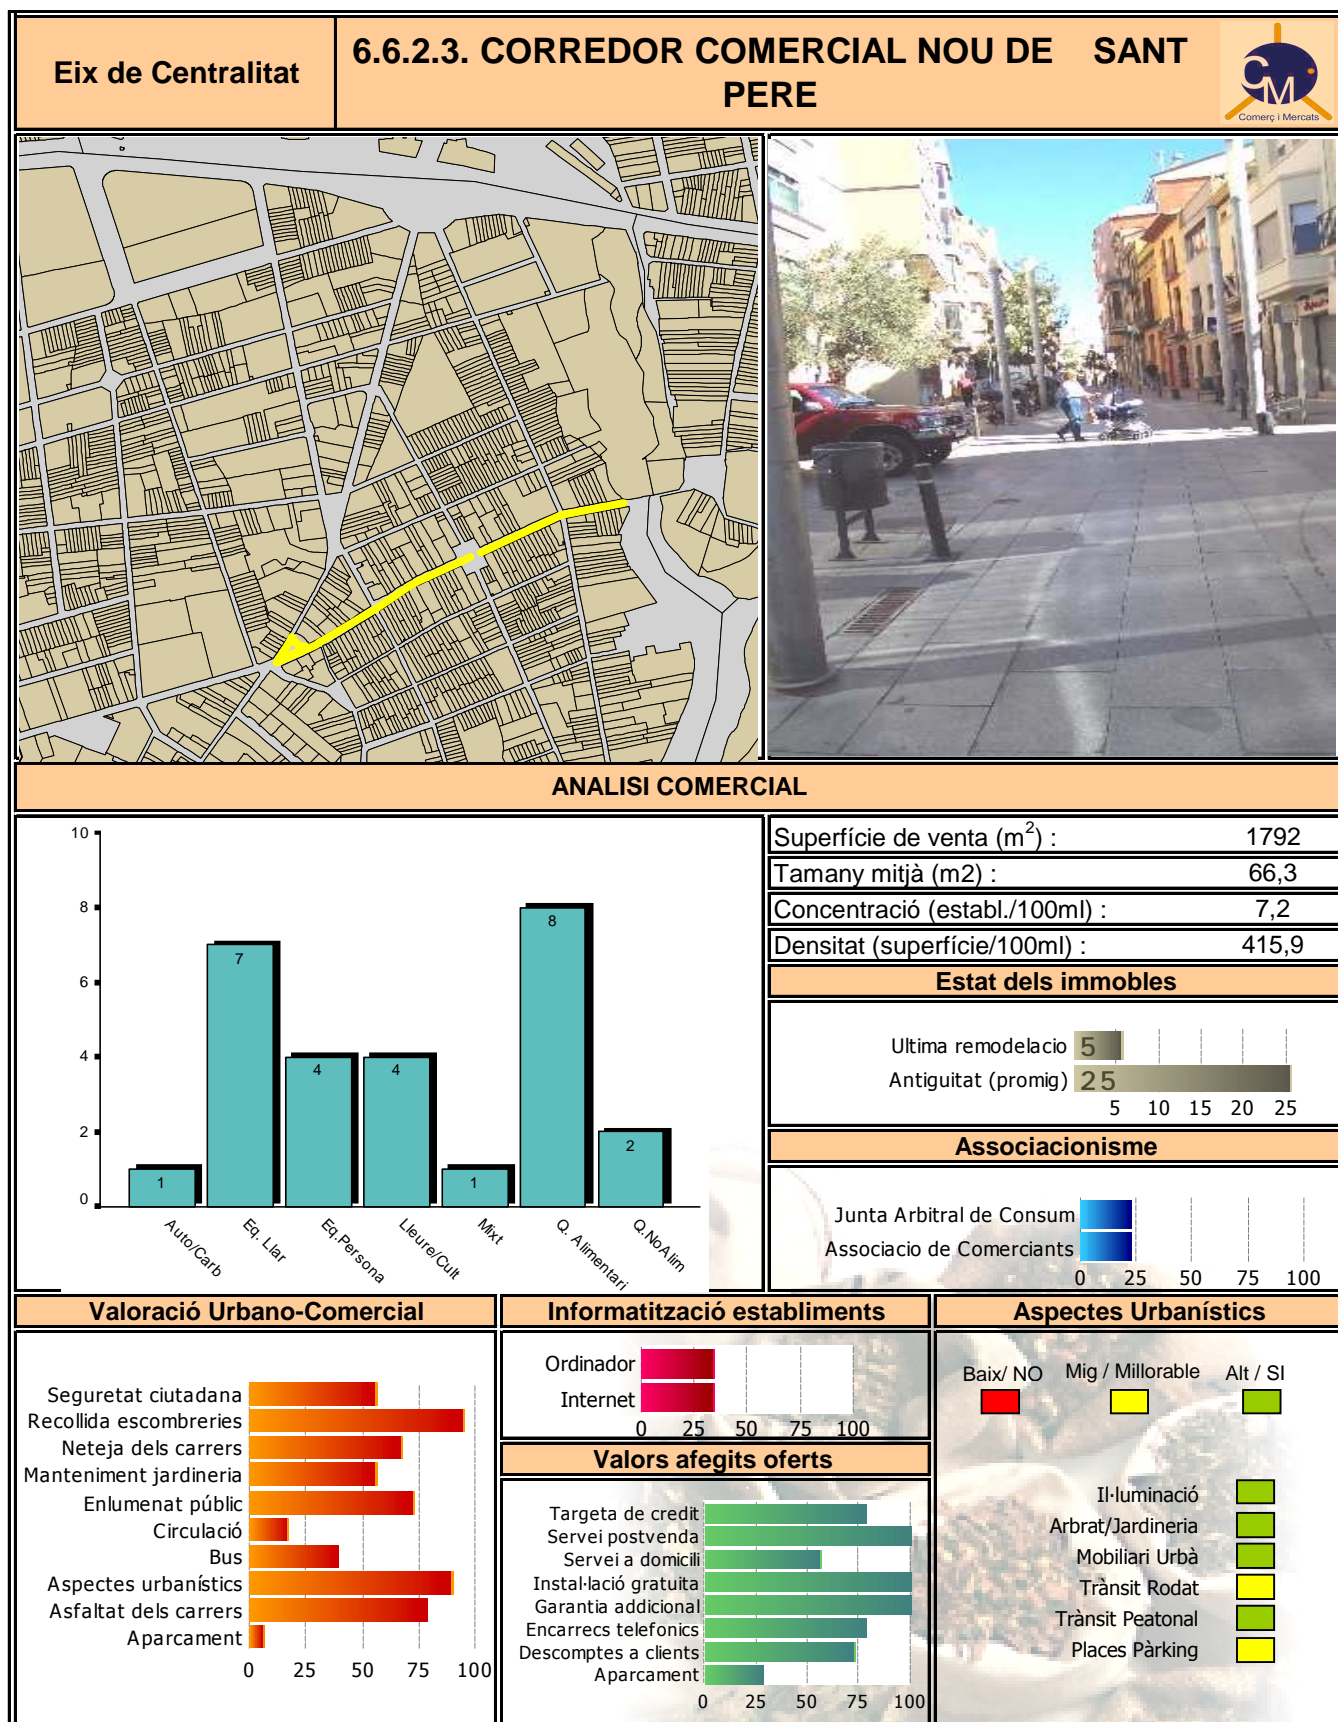 Eix de Centralitat
6.6.2.3. CORREDOR COMERCIAL NOU DE SANT
PERE
CM
Comerç i Mercats
ANALISI COMERCIAL
10
8
6
4
2
0
1
7
4
4
1
8
2
Auto/Carb
Eq. Llar
Eq.Persona
Lleure/Cult
Mixt
Q. Alimentari
Q.NoAlim
Superfície de venta (m2) : 1792
Tamany mitjà (m2) : 66,3
Concentració (establ./100ml) : 7,2
Densitat (superfície/100ml) : 415,9
Estat dels immobles
Ultima remodelacio 5
Antiguitat (promig) 25
5 10 15 20 25
Associacionisme
Junta Arbitral de Consum
Associacio de Comerciants
0 25 50 75 100
Valoració Urbano-Comercial
Seguretat ciutadana
Recollida escombreries
Neteja dels carrers
Manteniment jardineria
Enlumenat públic
Circulació
Bus
Aspectes urbanístics
Asfaltat dels carrers
Aparcament
0 25 50 75 100
Informatització establiments
Ordinador
Internet
0 25 50 75 100
Valors afegits oferts
Targeta de credit
Servei postvenda
Servei a domicili
Instal·lació gratuita
Garantia addicional
Encarrecs telefonics
Descomptes a clients
Aparcament
0 25 50 75 100
Aspectes Urbanístics
Baix/ NO Mig / Millorable Alt / SI
Il·luminació
Arbrat/Jardineria
Mobiliari Urbà
Trànsit Rodat
Trànsit Peatonal
Places Pàrking